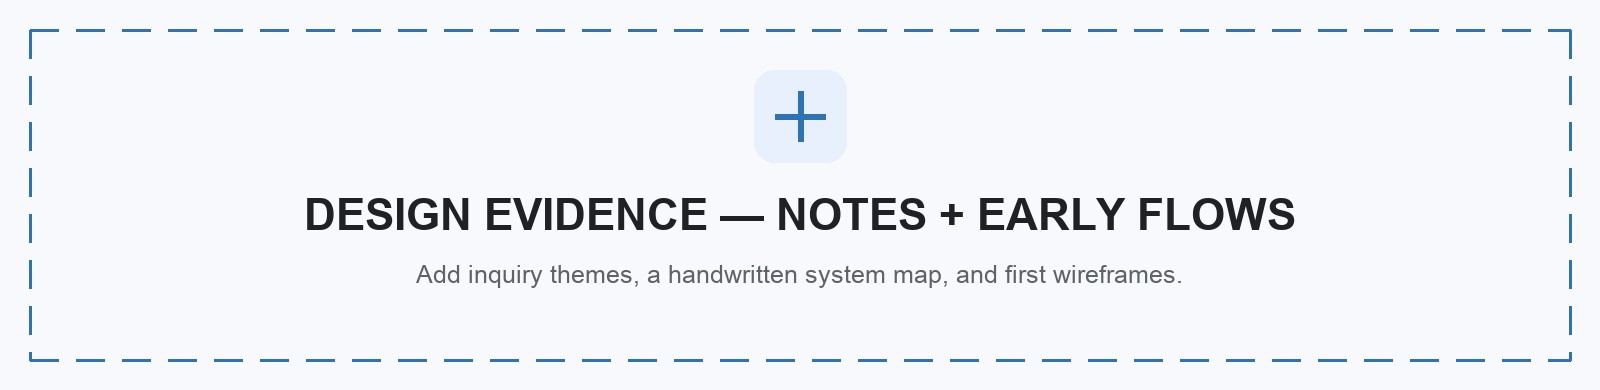 DESIGN EVIDENCE — NOTES + EARLY FLOWS
Add inquiry themes, a handwritten system map, and first wireframes.